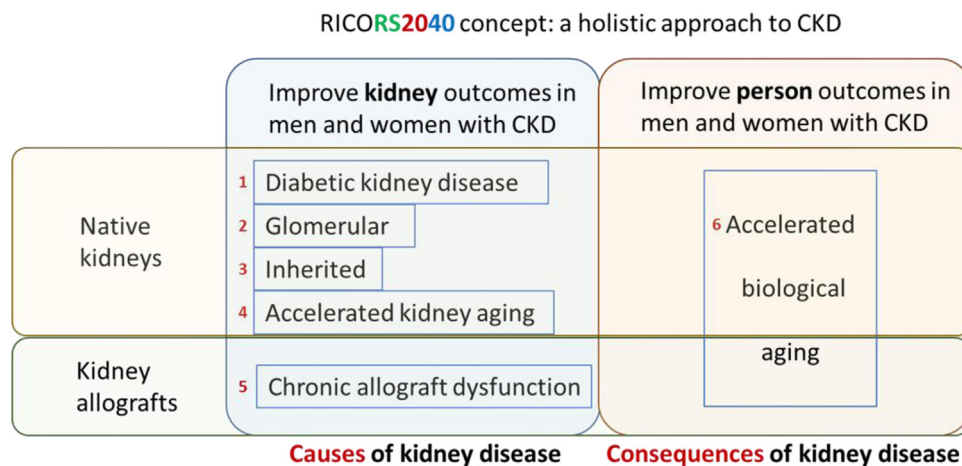 RICORS2040 concept: a holistic approach to CKD
Improve kidney outcomes in
men and women with CKD
Improve person outcomes in
men and women with CKD
Native
kidneys
1 Diabetic kidney disease
2 Glomerular
3 Inherited
4 Accelerated kidney aging
6 Accelerated
biological
aging
Kidney
allografts
5 Chronic allograft dysfunction
Causes of kidney disease
Consequences of kidney disease